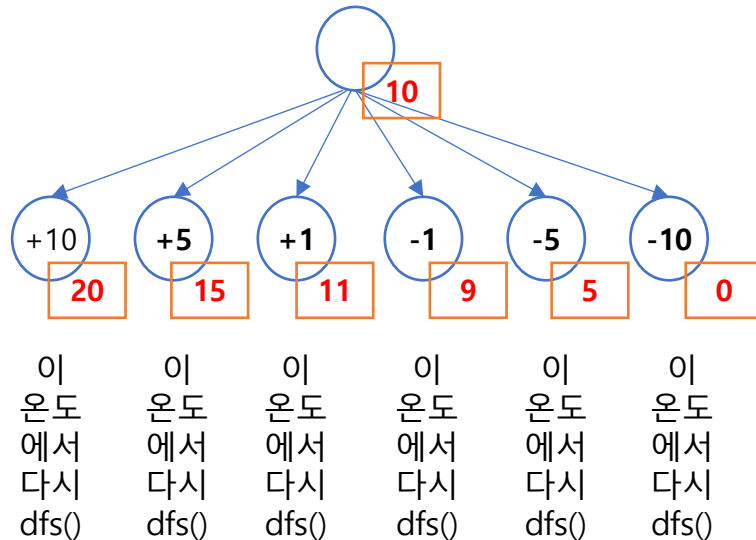 10
+10 +5 +1 -1 -5 -10
20 15 11 9 5 0
이 이 이 이 이 이
온도 온도 온도 온도 온도 온도
에서 에서 에서 에서 에서 에서
다시 다시 다시 다시 다시 다시
dfs() dfs() dfs() dfs() dfs() dfs()